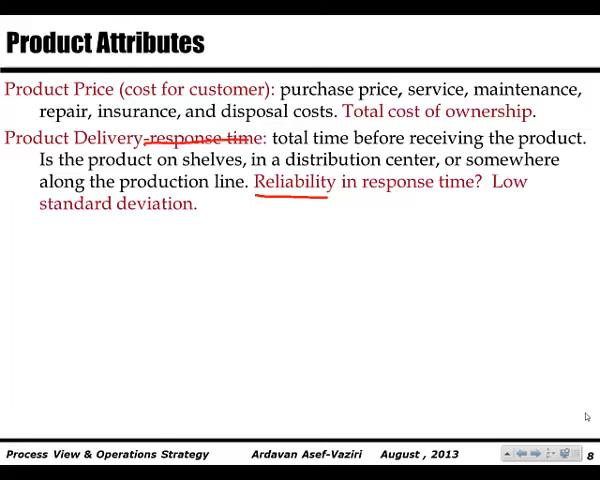 Product Attributes
Product Price (cost for customer): purchase price, service, maintenance,
repair, insurance, and disposal costs. Total cost of ownership.
Product Delivery-response time: total time before receiving the product.
Is the product on shelves, in a distribution center, or somewhere
along the production line. Reliability in response time? Low
standard deviation.
Process View & Operations Strategy Ardavan Asef-Vaziri August , 2013 8